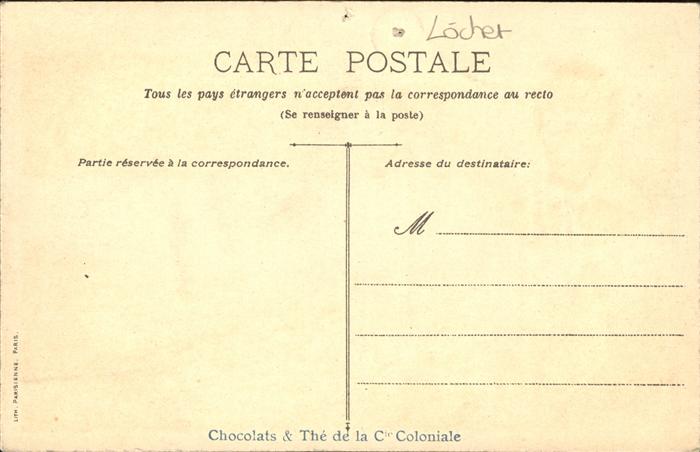 Löcher
CARTE POSTALE
Tous les pays étrangers n'acceptent pas la correspondance au recto
(Se renseigner à la poste)
Partie réservée à la correspondance.
Adresse du destinataire:
M
LITH. PARISIENNE. PARIS.
Chocolats & Thé de la Cie Coloniale